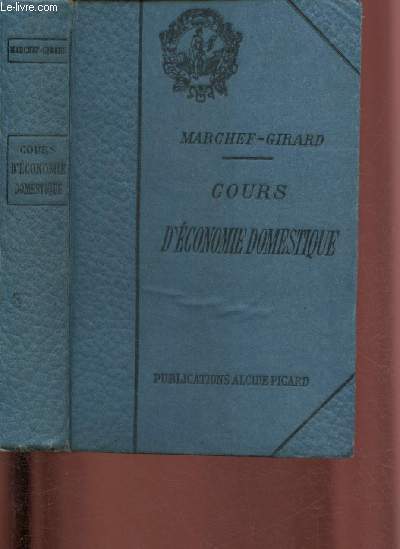 © Le-livre.com
MARCHEF-GIRARD
COURS
D'ÉCONOMIE
DOMESTIQUE
MARCHEF-GIRARD
COURS
D'ÉCONOMIE DOMESTIQUE
PUBLICATIONS ALCIDE PICARD